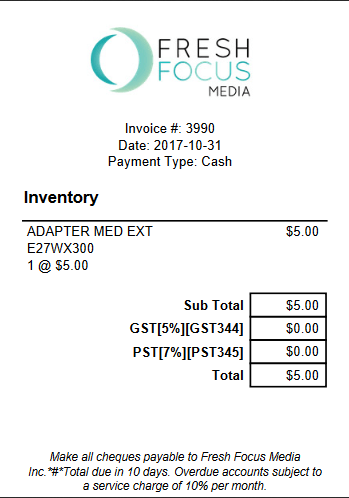 FRESH
FOCUS
MEDIA
Invoice #: 3990
Date: 2017-10-31
Payment Type: Cash
Inventory
ADAPTER MED EXT $5.00
E27WX300
1 @ $5.00
Sub Total $5.00
GST[5%][GST344] $0.00
PST[7%][PST345] $0.00
Total $5.00
Make all cheques payable to Fresh Focus Media
Inc.*#*Total due in 10 days. Overdue accounts subject to
a service charge of 10% per month.